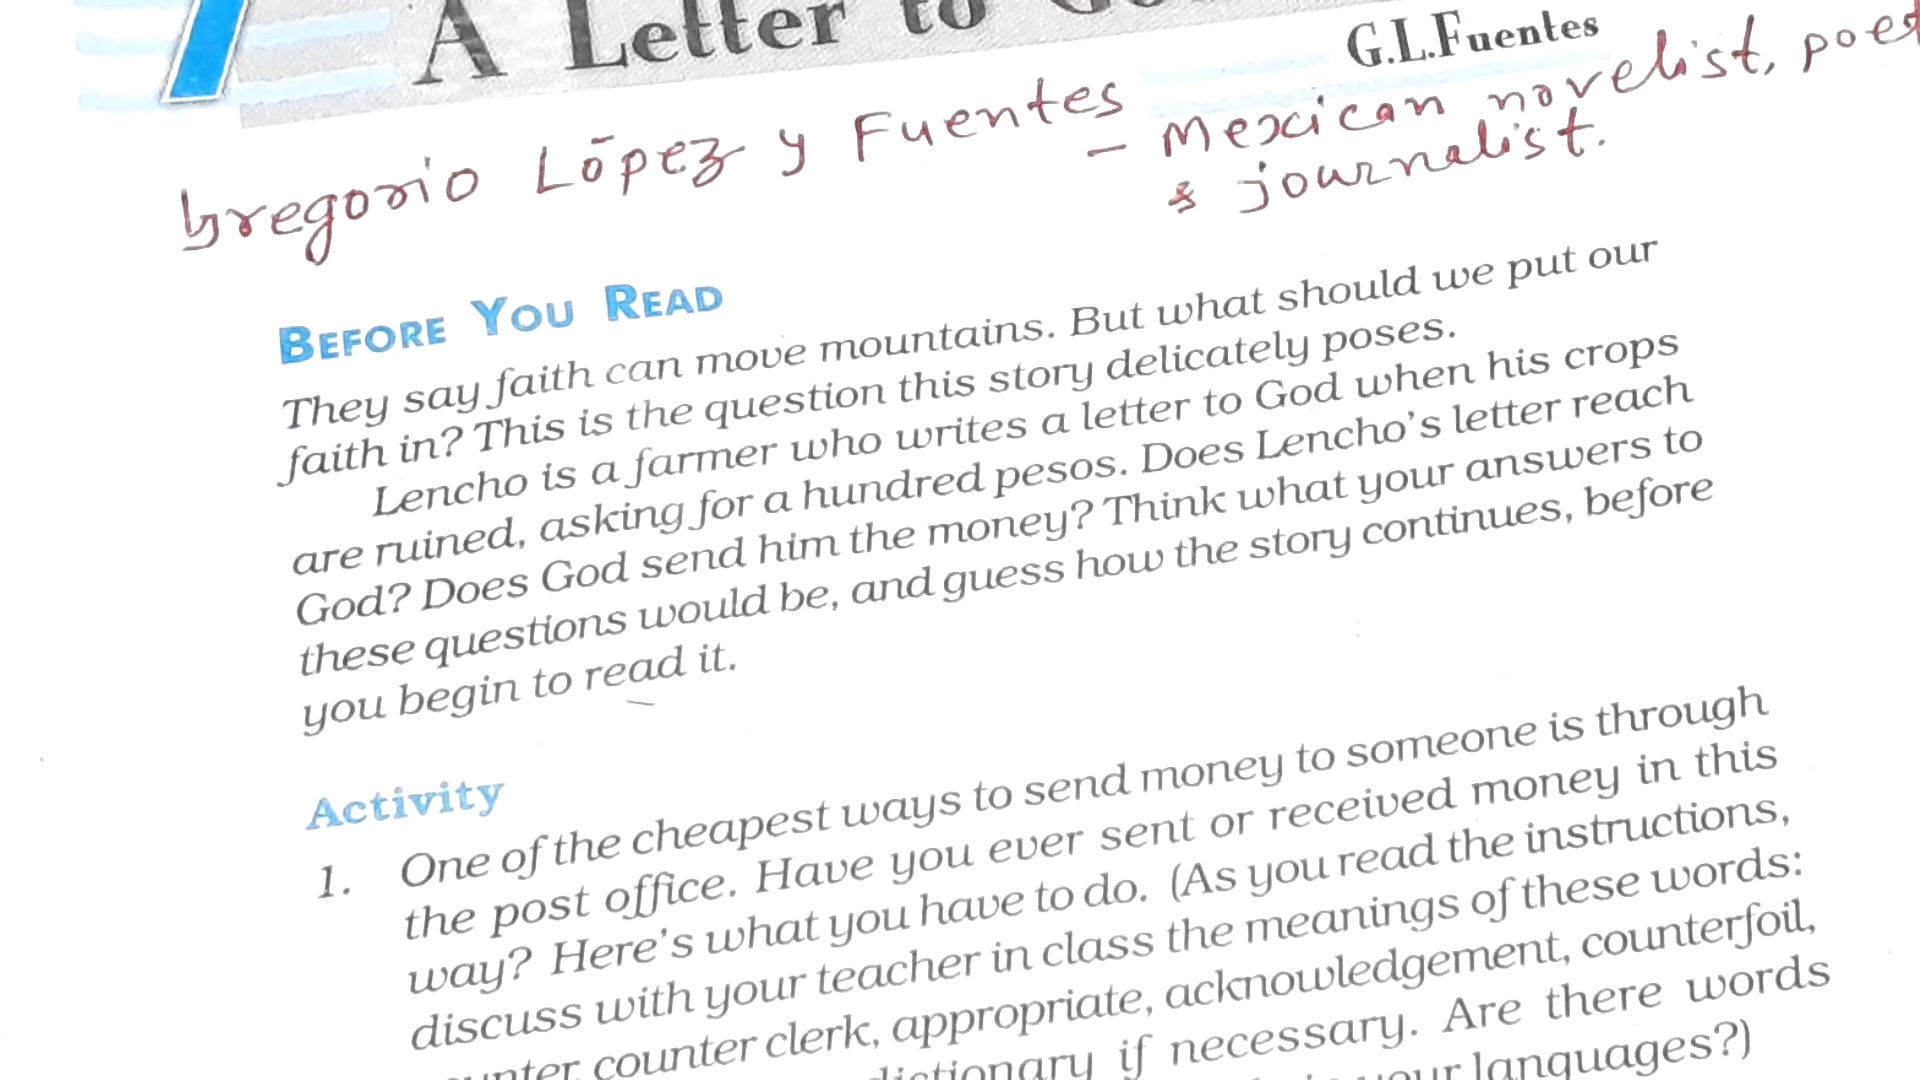 A Letter to
G.L.Fuentes
Gregorio Lōpez y Fuentes
– Mexican novelist, poet
& journalist.
BEFORE YOU READ
They say faith can move mountains. But what should we put our
faith in? This is the question this story delicately poses.
Lencho is a farmer who writes a letter to God when his crops
are ruined, asking for a hundred pesos. Does Lencho's letter reach
God? Does God send him the money? Think what your answers to
these questions would be, and guess how the story continues, before
you begin to read it.
Activity
1. One of the cheapest ways to send money to someone is through
the post office. Have you ever sent or received money in this
way? Here's what you have to do. (As you read the instructions,
discuss with your teacher in class the meanings of these words:
counter clerk, appropriate, acknowledgement, counterfoil,
dictionary if necessary. Are there words
your languages?)